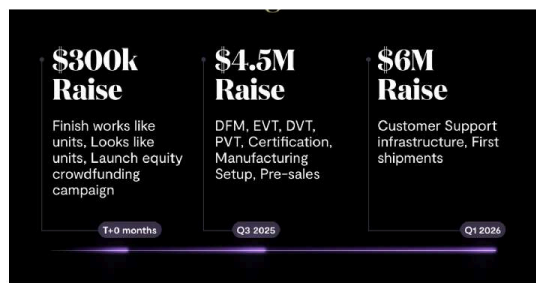 $300k
Raise
Finish works like
units, Looks like
units, Launch equity
crowdfunding
campaign
T+0 months
$4.5M
Raise
DFM, EVT, DVT,
PVT, Certification,
Manufacturing
Setup, Pre-sales
Q3 2025
$6M
Raise
Customer Support
infrastructure, First
shipments
Q1 2026